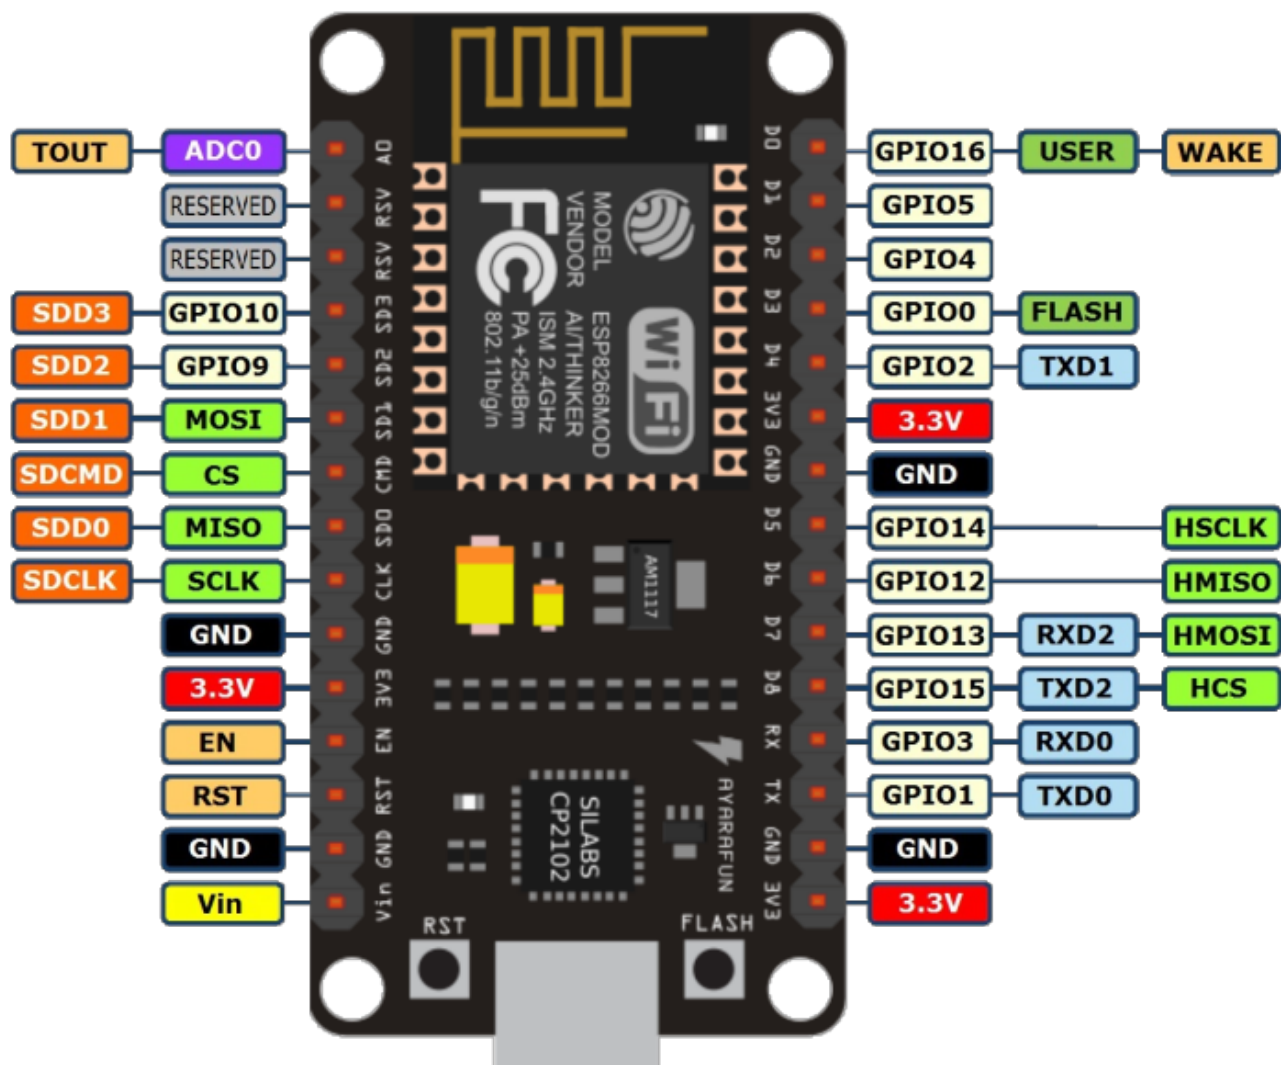 TOUT ADC0 A0
RESERVED RSV
RESERVED RSV
SDD3 GPIO10 SD3
SDD2 GPIO9 SD2
SDD1 MOSI SD1
SDCMD CS CMD
SDD0 MISO SD0
SDCLK SCLK CLK
GND GND
3.3V 3V3
EN EN
RST RST
GND GND
Vin Vin
MODEL
VENDOR
ESP8266MOD
AI/THINKER
ISM 2.4GHz
PA +25dBm
802.11b/g/n
FC
WiFi
AM1117
SILABS
CP2102
AYARAFUN
RST
FLASH
D0 GPIO16 USER WAKE
D1 GPIO5
D2 GPIO4
D3 GPIO0 FLASH
D4 GPIO2 TXD1
3V3 3.3V
GND GND
D5 GPIO14 HSCLK
D6 GPIO12 HMISO
D7 GPIO13 RXD2 HMOSI
D8 GPIO15 TXD2 HCS
RX GPIO3 RXD0
TX GPIO1 TXD0
GND GND
3V3 3.3V